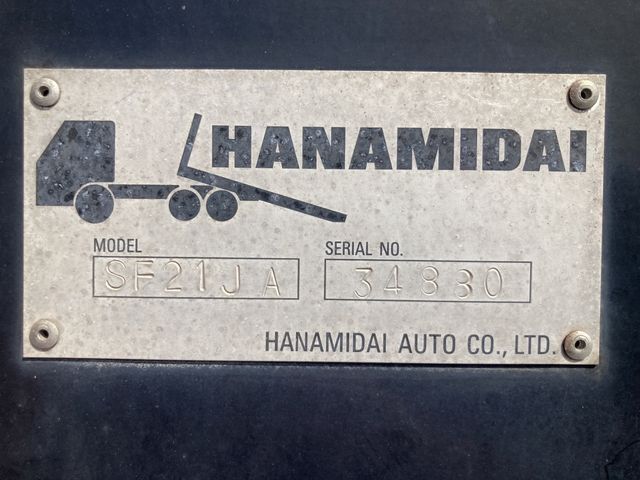 HANAMIDAI
MODEL SERIAL NO.
SF21JA 34830
HANAMIDAI AUTO CO., LTD.